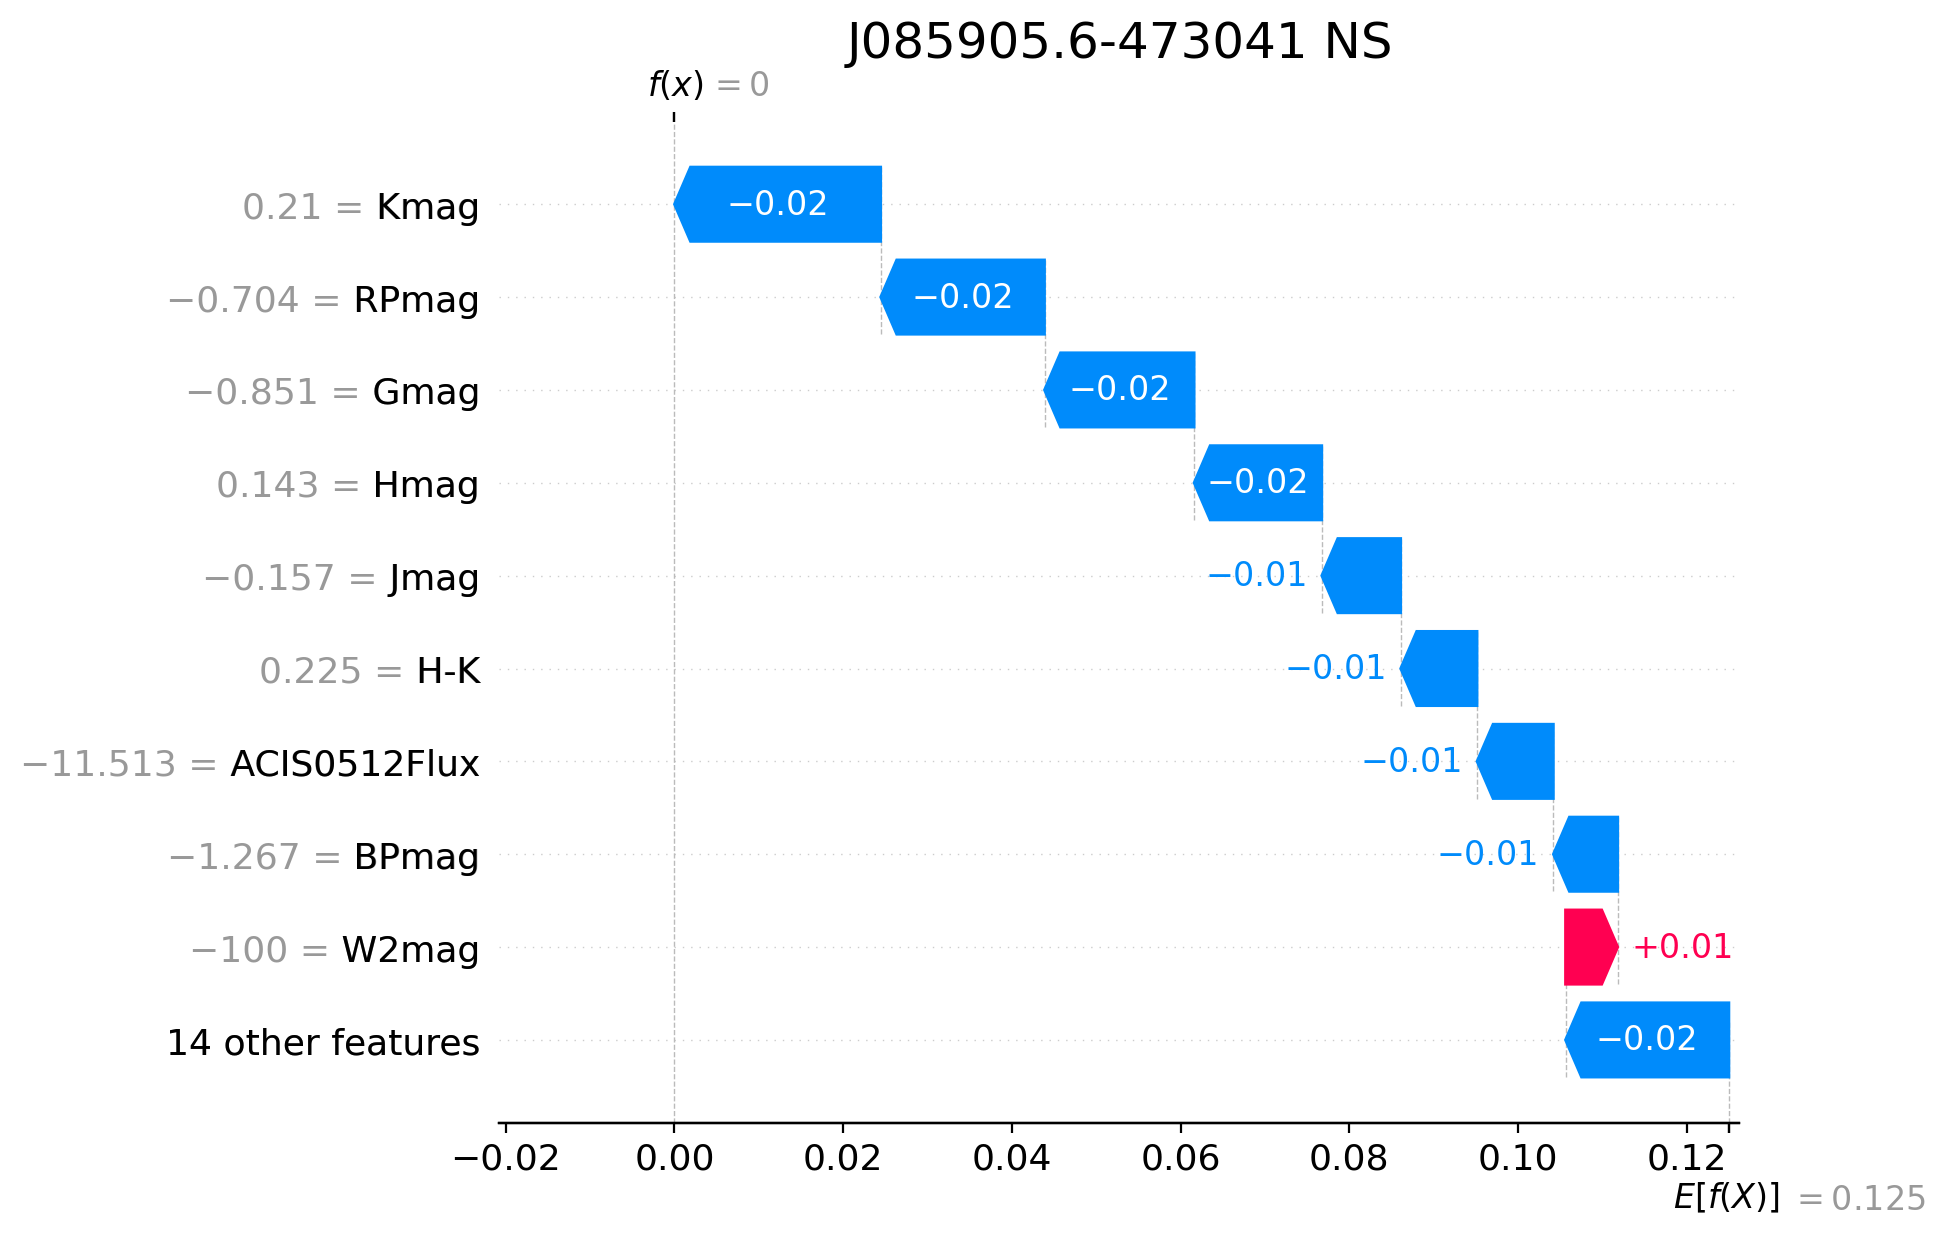 J085905.6-473041 NS
f(x) = 0
0.21 = Kmag −0.02
−0.704 = RPmag −0.02
−0.851 = Gmag −0.02
0.143 = Hmag −0.02
−0.157 = Jmag −0.01
0.225 = H-K −0.01
−11.513 = ACIS0512Flux −0.01
−1.267 = BPmag −0.01
−100 = W2mag +0.01
14 other features −0.02
−0.02 0.00 0.02 0.04 0.06 0.08 0.10 0.12
E[f(X)] = 0.125